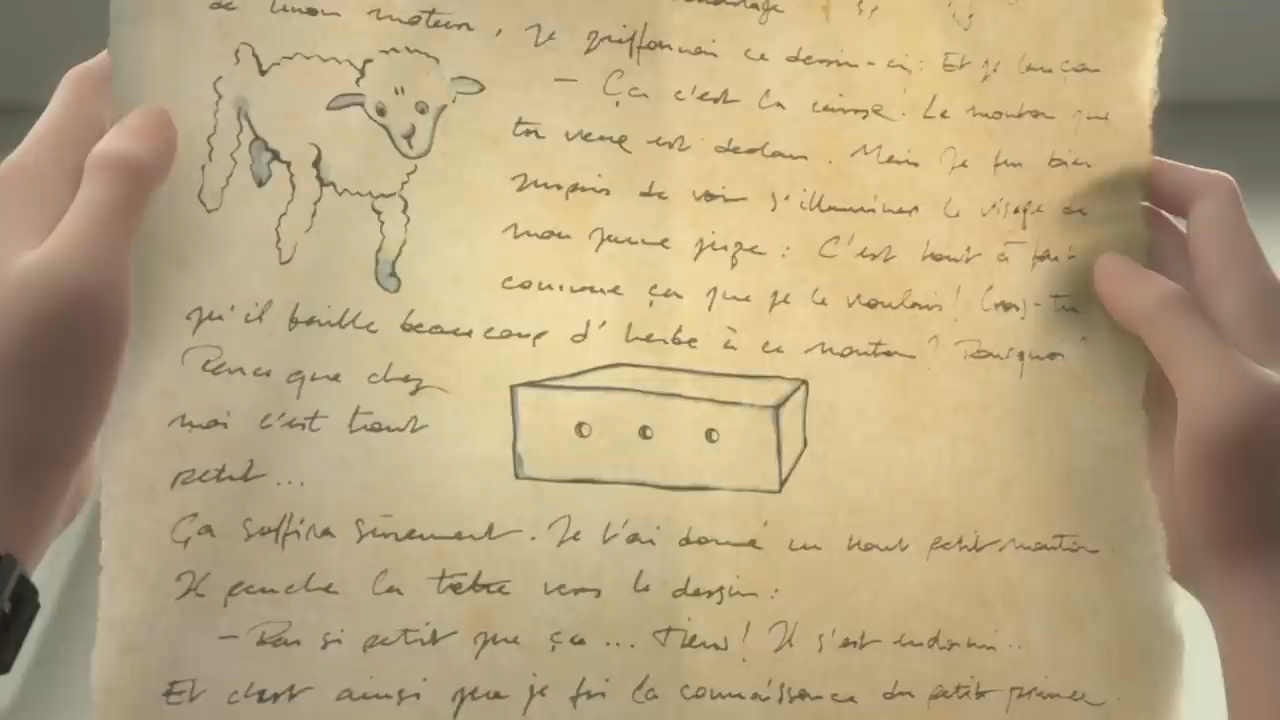 démontage
de mon moteur, je griffonnai ce dessin-ci: Et je lançai
— Ça c'est la caisse. Le mouton que
tu veux est dedans. Mais je fus bien
surpris de voir s'illuminer le visage de
mon jeune juge: C'est tout à fait
comme ça que je le voulais! Crois-tu
qu'il faille beaucoup d'herbe à ce mouton? Pourquoi?
Parce que chez
moi c'est tout
petit...
Ça suffira sûrement. Je t'ai donné un tout petit mouton
Il pencha la tête vers le dessin:
— Pas si petit que ça... Tiens! Il s'est endormi..
Et c'est ainsi que je fis la connaissance du petit prince.